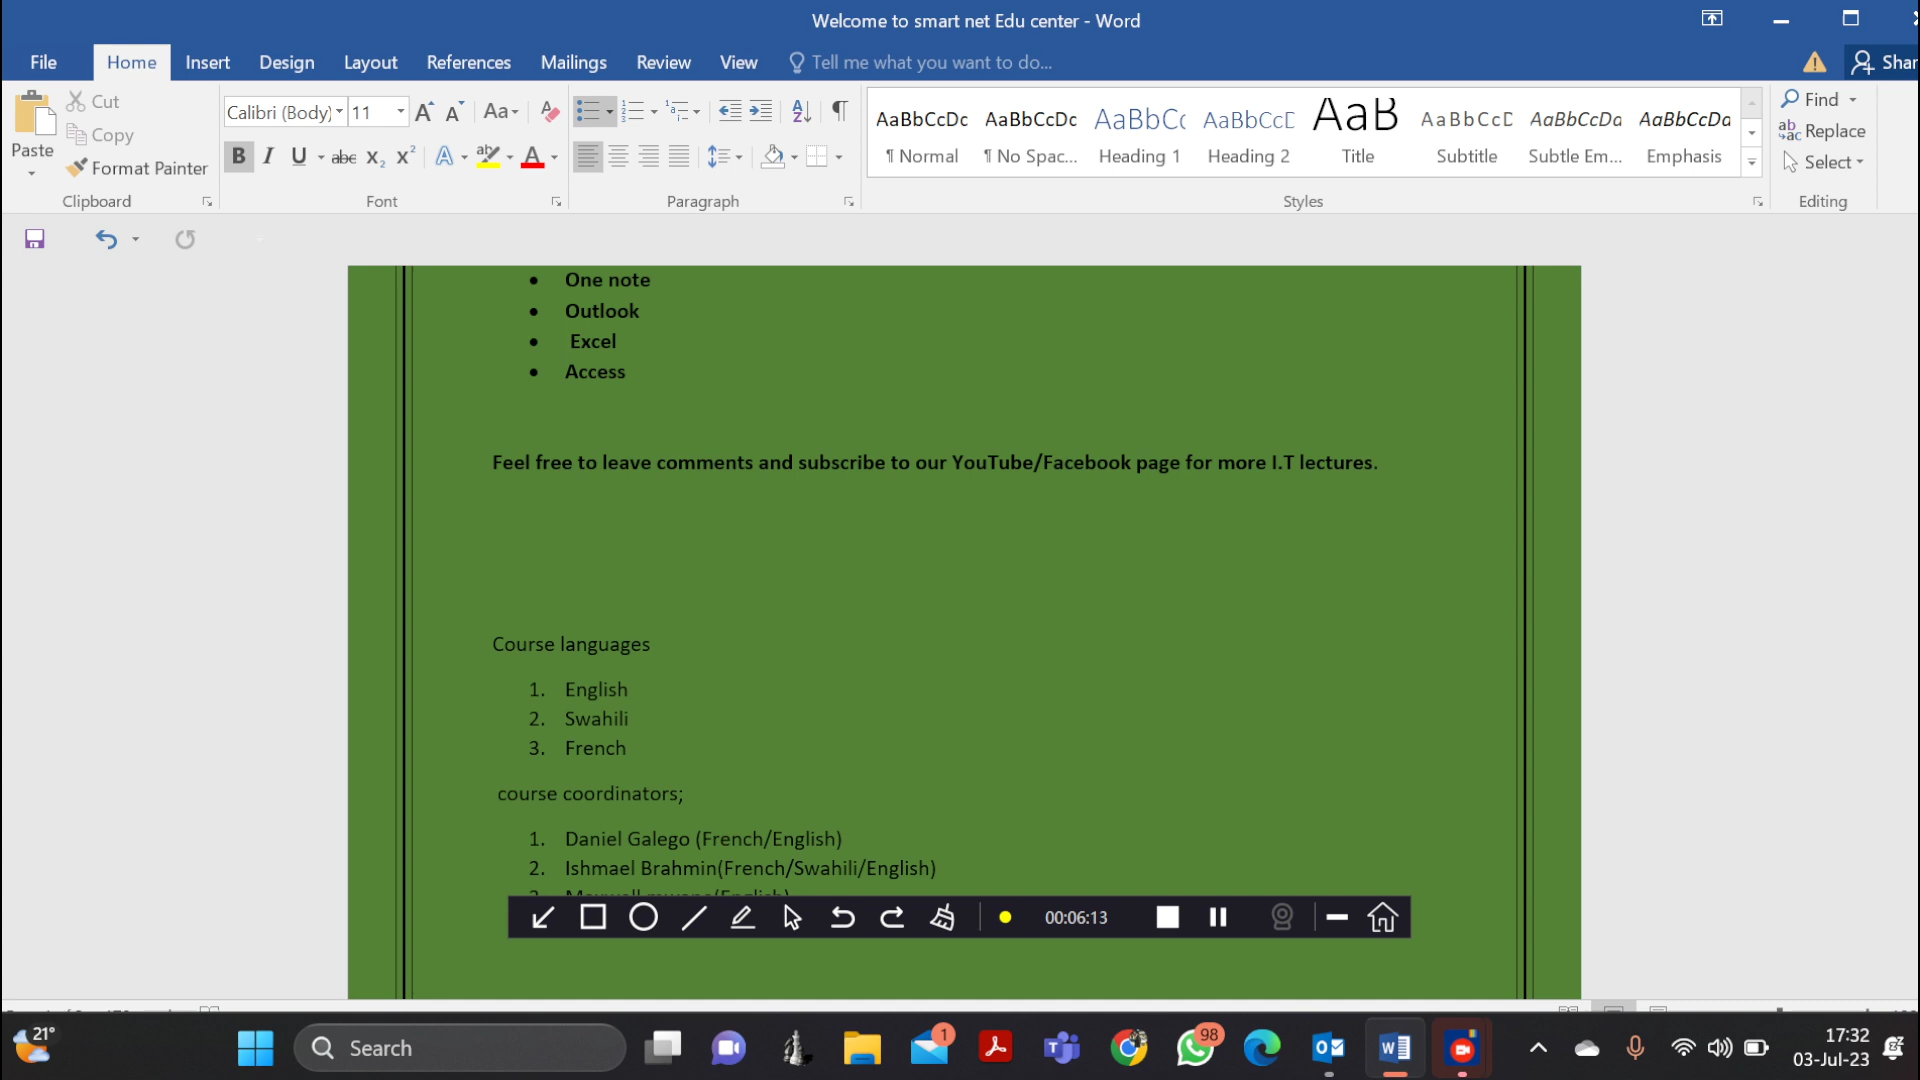 Welcome to smart net Edu center - Word
File Home Insert Design Layout References Mailings Review View Tell me what you want to do... Shar
Paste
Cut
Copy
Format Painter
Clipboard
Calibri (Body) 11
Font
Paragraph
AaBbCcDc AaBbCcDc AaBbCc AaBbCcD AaB AaBbCcD AaBbCcDd AaBbCcDd
¶ Normal ¶ No Spac... Heading 1 Heading 2 Title Subtitle Subtle Em... Emphasis
Styles
Find
Replace
Select
Editing
• One note
• Outlook
• Excel
• Access
Feel free to leave comments and subscribe to our YouTube/Facebook page for more I.T lectures.
Course languages
1. English
2. Swahili
3. French
course coordinators;
1. Daniel Galego (French/English)
2. Ishmael Brahmin(French/Swahili/English)
00:06:13
21°
Search
1
98
17:32
03-Jul-23